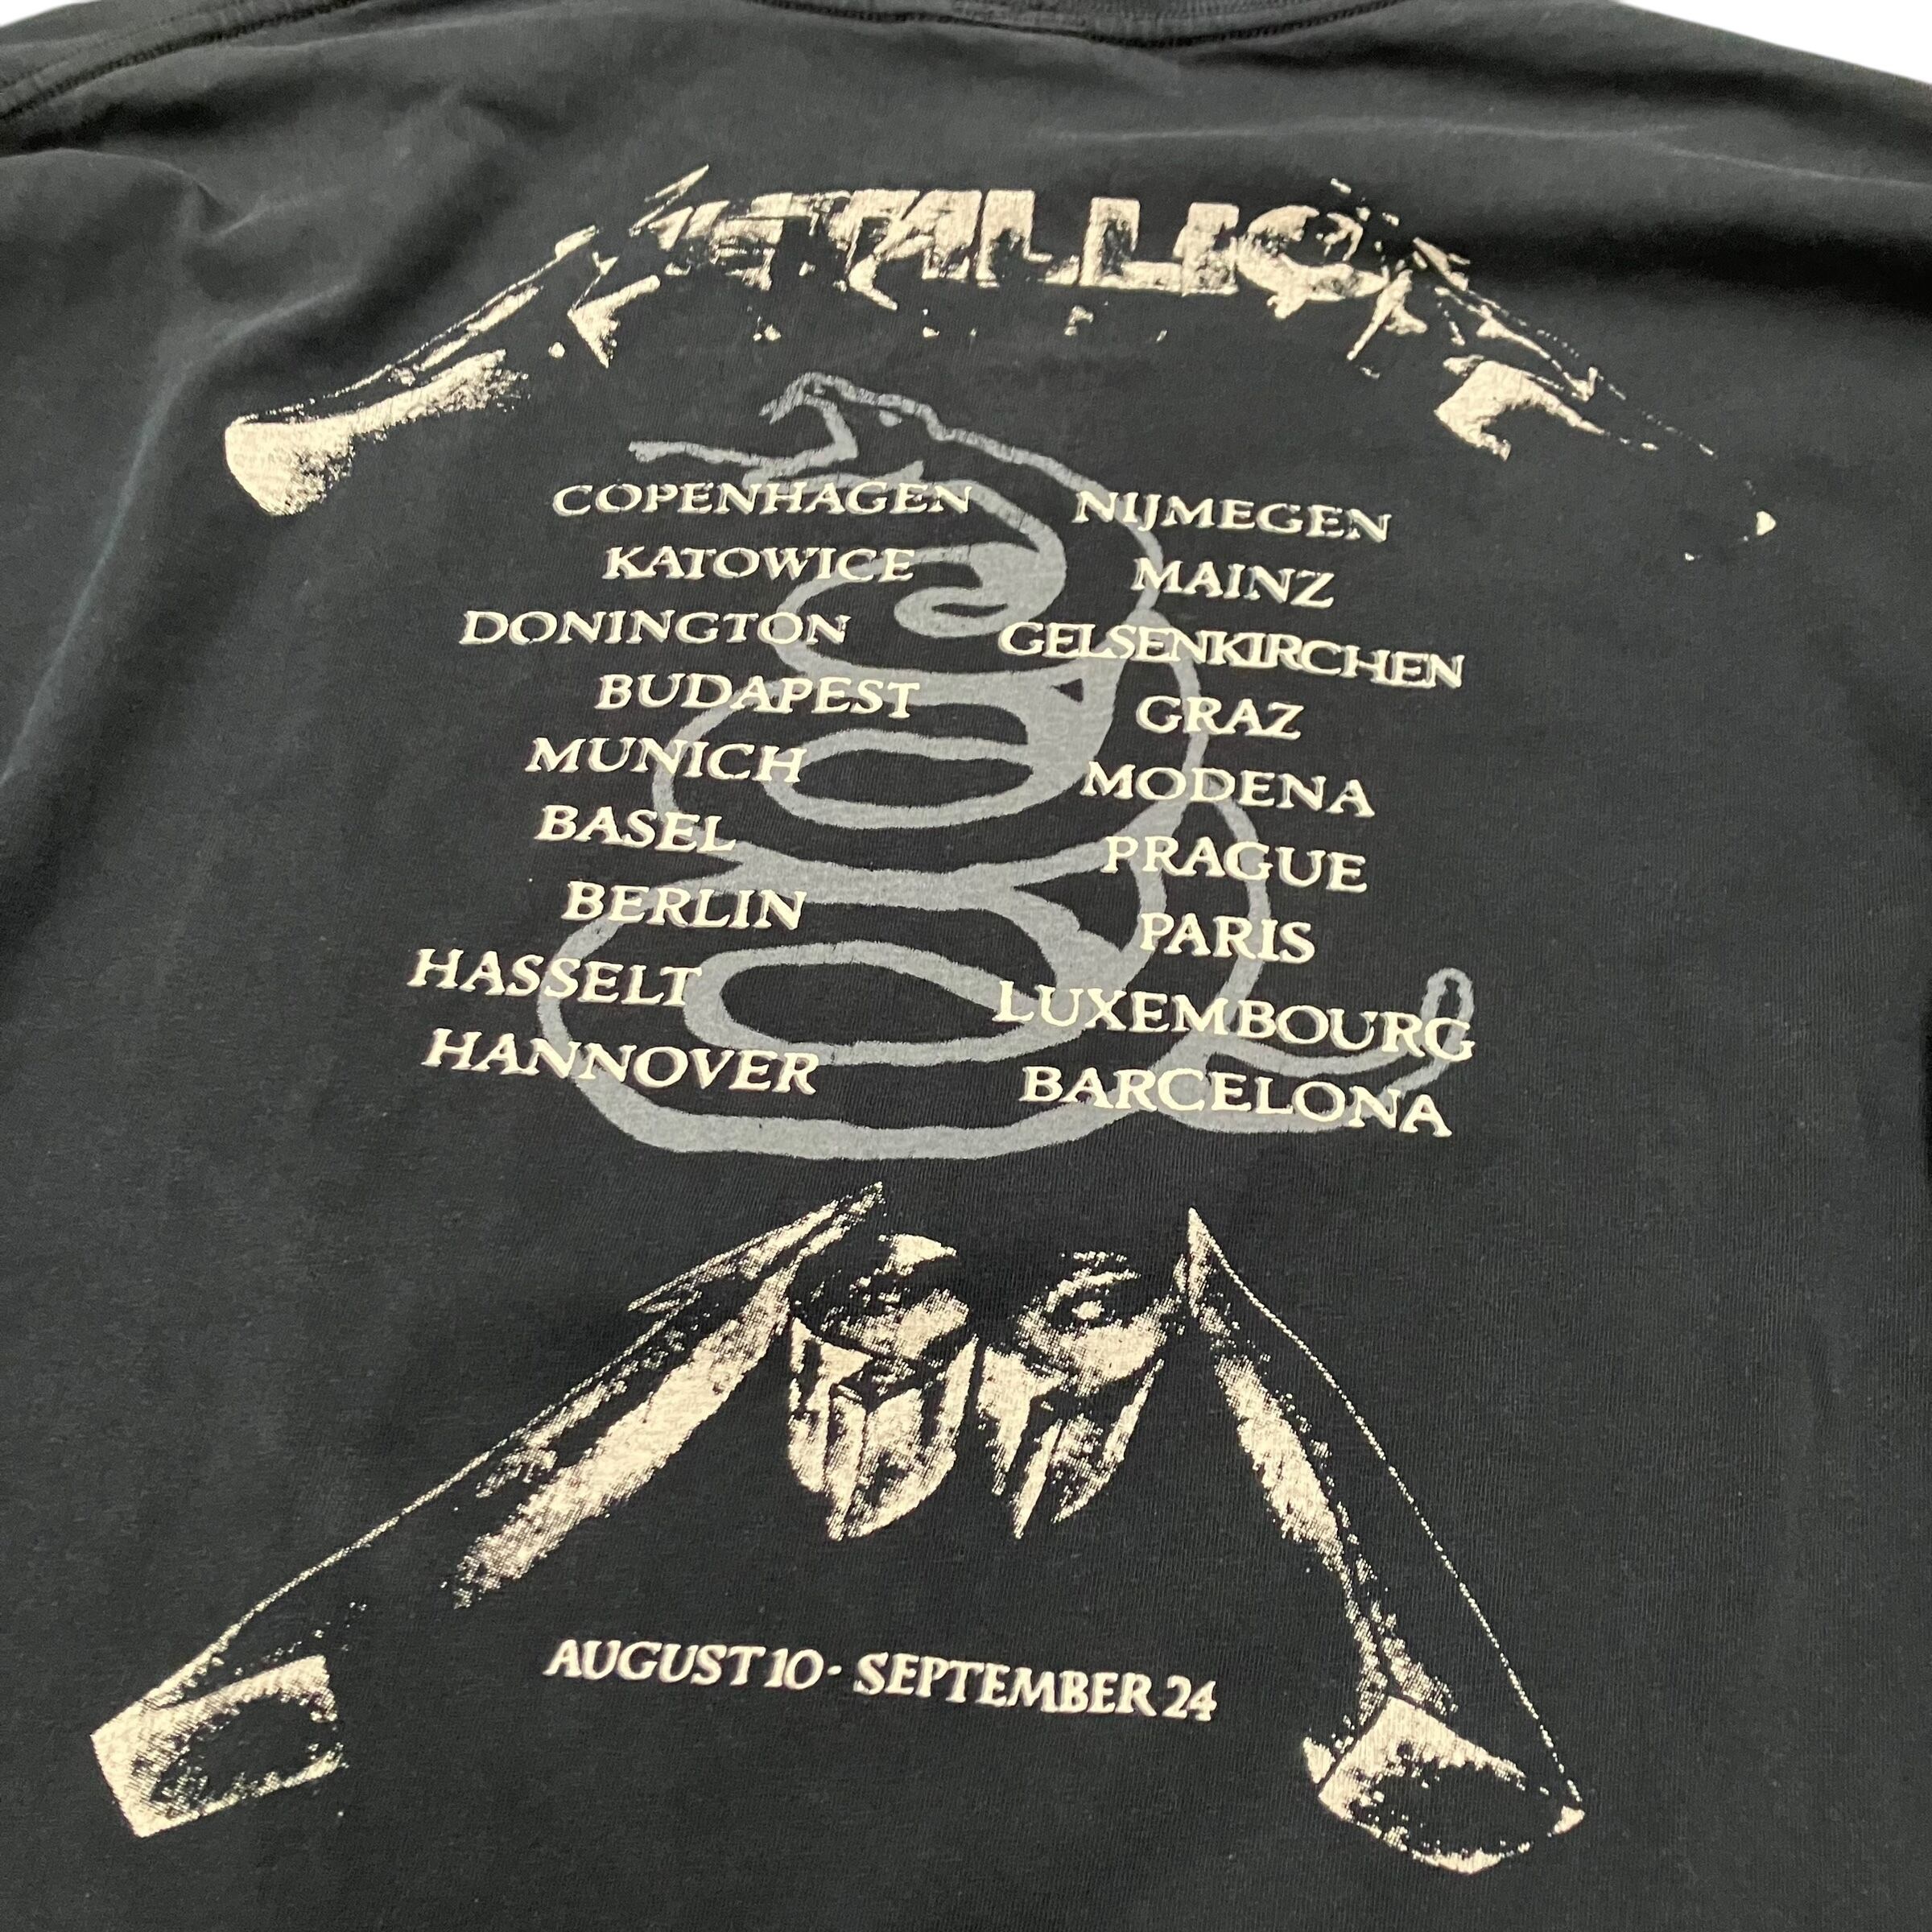 METALLICA
COPENHAGEN
KATOWICE
DONINGTON
BUDAPEST
MUNICH
BASEL
BERLIN
HASSELT
HANNOVER
NIJMEGEN
MAINZ
GELSENKIRCHEN
GRAZ
MODENA
PRAGUE
PARIS
LUXEMBOURG
BARCELONA
AUGUST 10 - SEPTEMBER 24